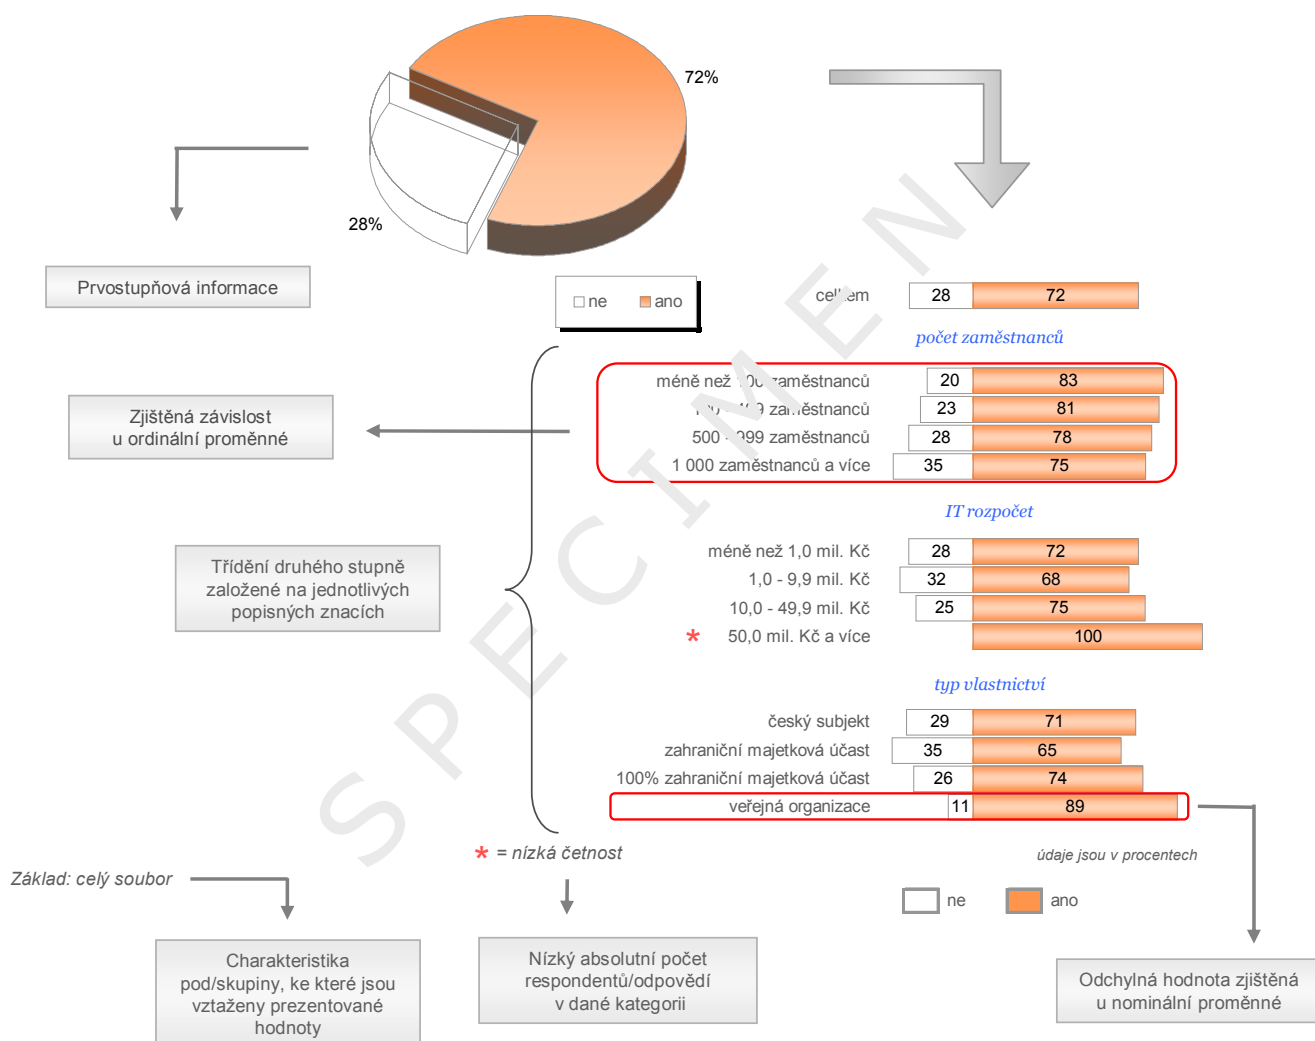 72%
28%
Prvostupňová informace
ne
ano
celkem
28
72
počet zaměstnanců
méně než 100 zaměstnanců
20
83
zaměstnanců
23
81
500 - 999 zaměstnanců
28
78
1 000 zaměstnanců a více
35
75
Zjištěná závislost
u ordinální proměnné
IT rozpočet
méně než 1,0 mil. Kč
28
72
1,0 - 9,9 mil. Kč
32
68
10,0 - 49,9 mil. Kč
25
75
* 50,0 mil. Kč a více
100
Třídění druhého stupně
založené na jednotlivých
popisných znacích
typ vlastnictví
český subjekt
29
71
zahraniční majetková účast
35
65
100% zahraniční majetková účast
26
74
veřejná organizace
11
89
* = nízká četnost
údaje jsou v procentech
ne
ano
Základ: celý soubor
Charakteristika
pod/skupiny, ke které jsou
vztaženy prezentované
hodnoty
Nízký absolutní počet
respondentů/odpovědí
v dané kategorii
Odchylná hodnota zjištěná
u nominální proměnné
SPECIMEN